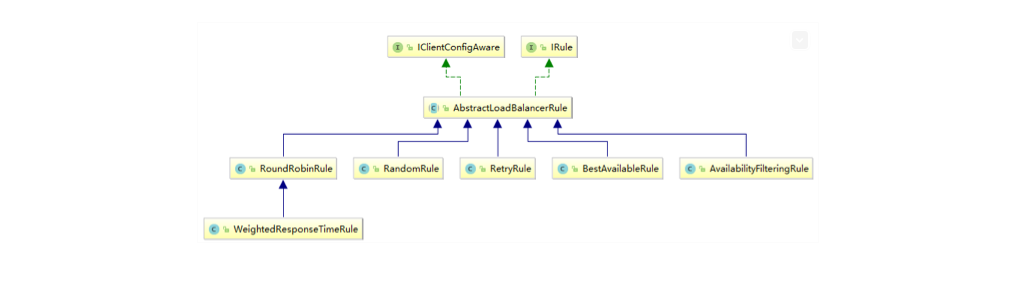 IClientConfigAware
IRule
AbstractLoadBalancerRule
RoundRobinRule
RandomRule
RetryRule
BestAvailableRule
AvailabilityFilteringRule
WeightedResponseTimeRule